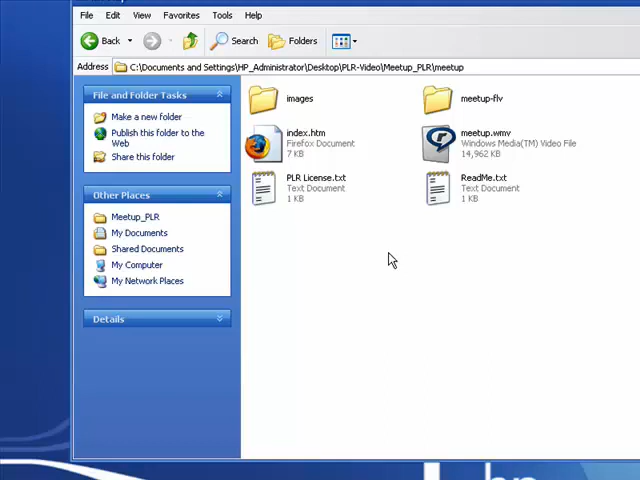 File Edit View Favorites Tools Help
Back Search Folders
Address C:\Documents and Settings\HP_Administrator\Desktop\PLR-Video\Meetup_PLR\meetup
File and Folder Tasks
Make a new folder
Publish this folder to the
Web
Share this folder
Other Places
Meetup_PLR
My Documents
Shared Documents
My Computer
My Network Places
Details
images
meetup-flv
index.htm
Firefox Document
7 KB
meetup.wmv
Windows Media(TM) Video File
14,962 KB
PLR License.txt
Text Document
1 KB
ReadMe.txt
Text Document
1 KB